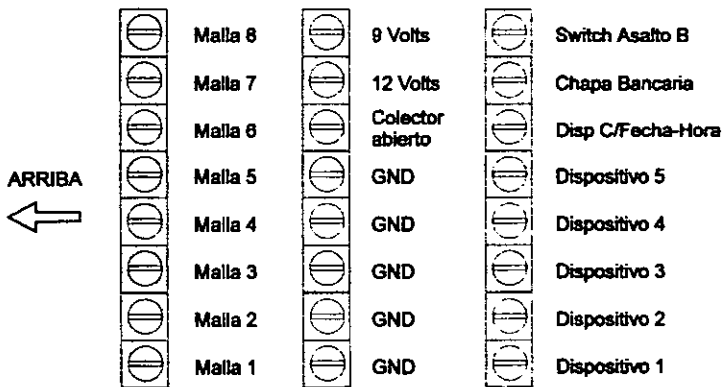 Malla 8 9 Volts Switch Asalto B
Malla 7 12 Volts Chapa Bancaria
Malla 6 Colector abierto Disp C/Fecha-Hora
ARRIBA
Malla 5 GND Dispositivo 5
Malla 4 GND Dispositivo 4
Malla 3 GND Dispositivo 3
Malla 2 GND Dispositivo 2
Malla 1 GND Dispositivo 1